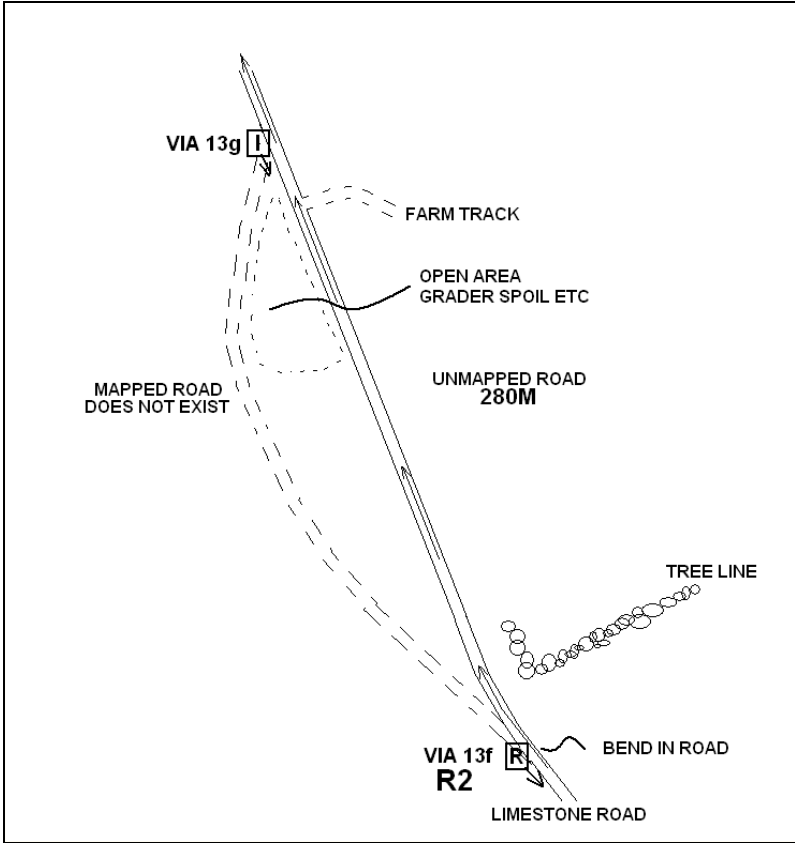 VIA 13g I
FARM TRACK
OPEN AREA
GRADER SPOIL ETC
UNMAPPED ROAD
280M
MAPPED ROAD
DOES NOT EXIST
TREE LINE
VIA 13f R
R2
BEND IN ROAD
LIMESTONE ROAD